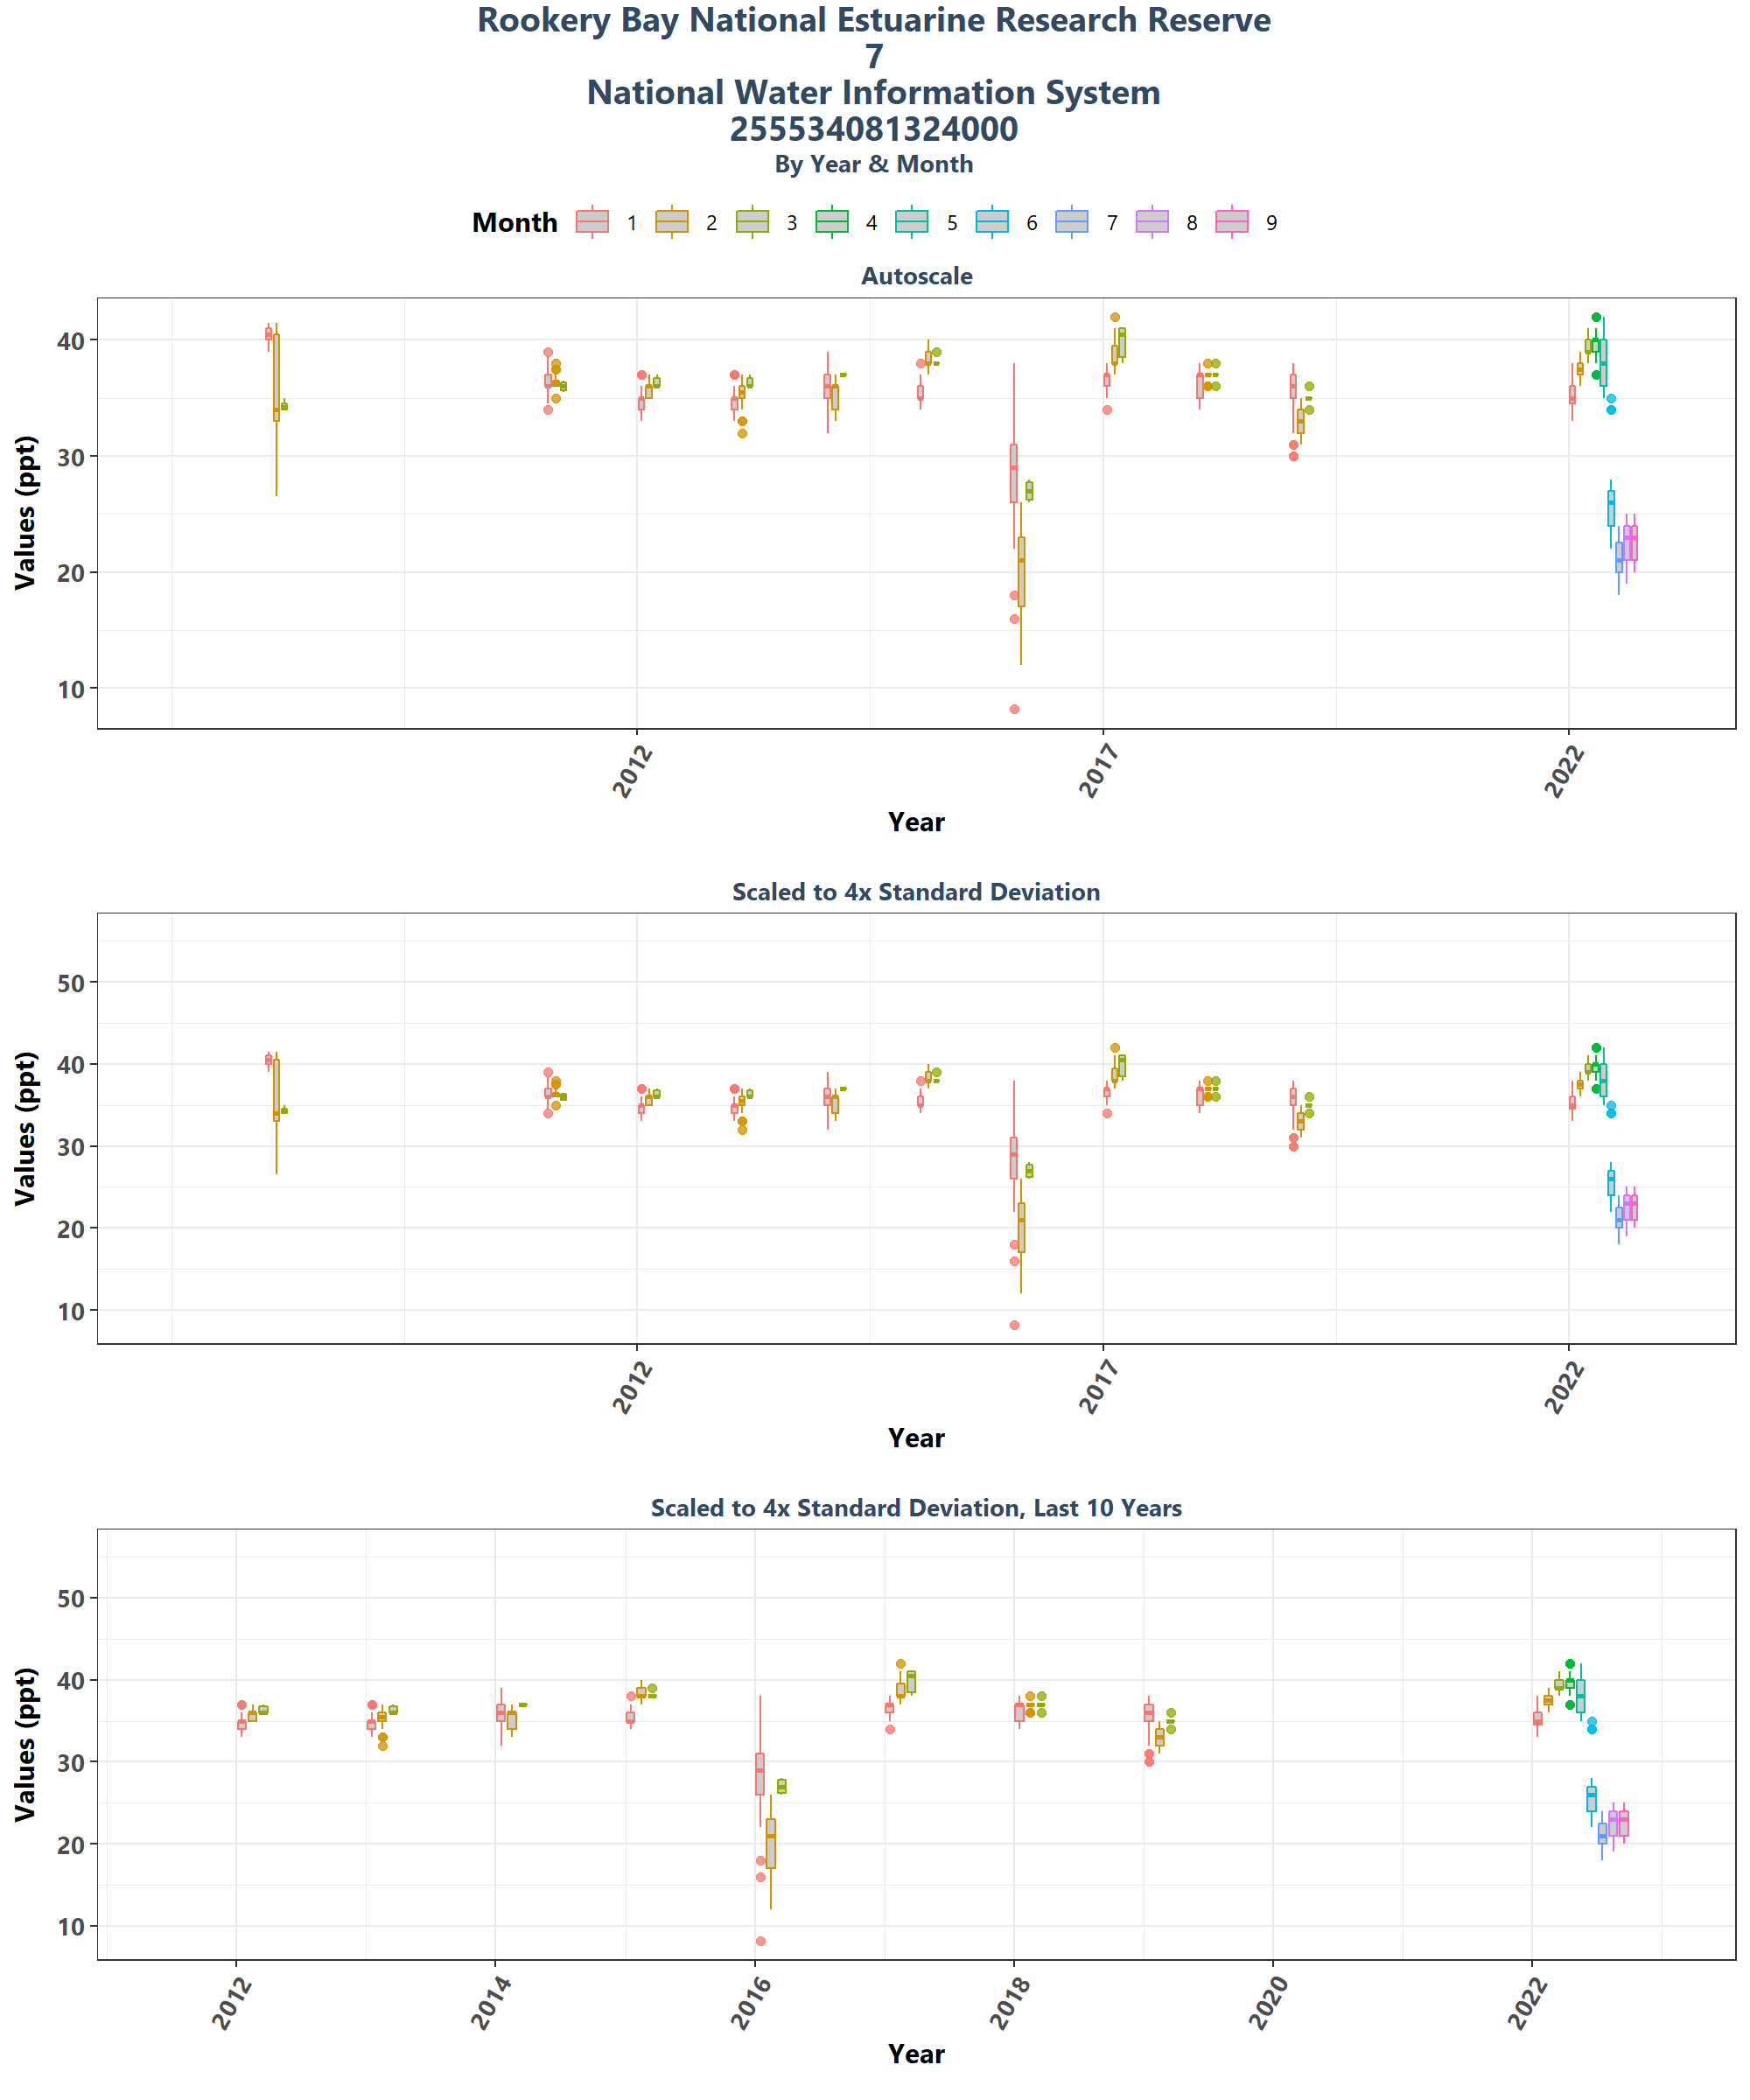 Rookery Bay National Estuarine Research Reserve
7
National Water Information System
255534081324000
By Year & Month
Month 1 2 3 4 5 6 7 8 9
Autoscale
Values (ppt)
40
30
20
10
2012 2017 2022
Year
Scaled to 4x Standard Deviation
Values (ppt)
50
40
30
20
10
2012 2017 2022
Year
Scaled to 4x Standard Deviation, Last 10 Years
Values (ppt)
50
40
30
20
10
2012 2014 2016 2018 2020 2022
Year